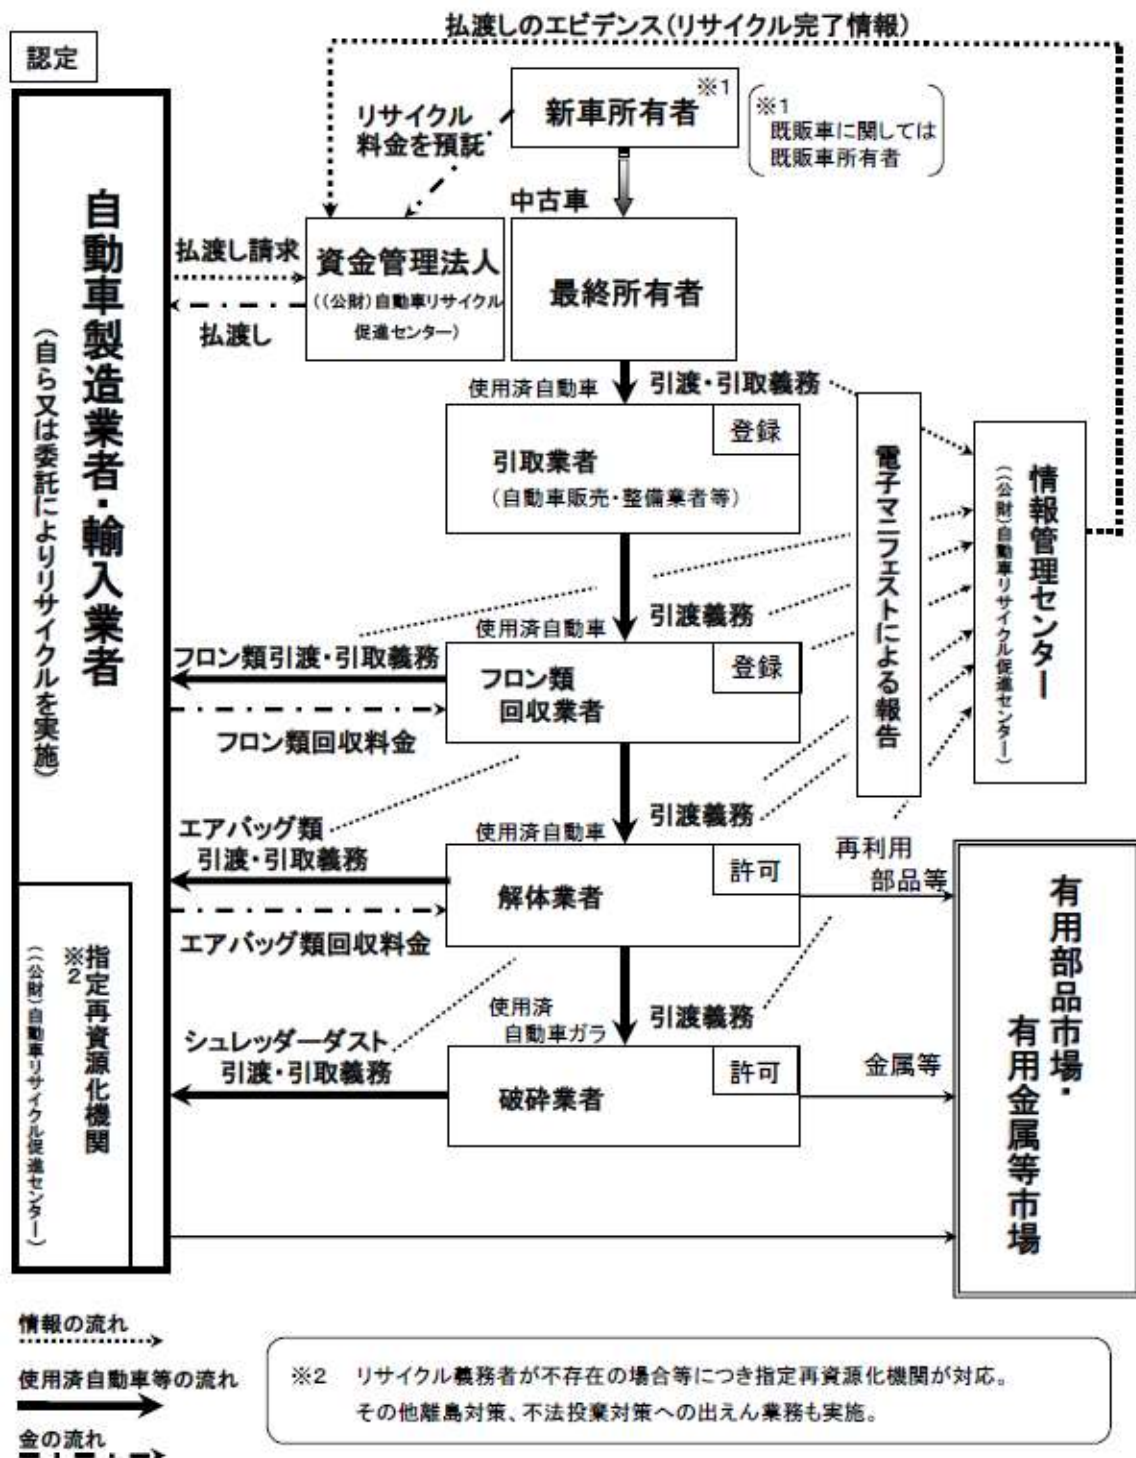 払渡しのエビデンス(リサイクル完了情報)
認定
新車所有者
※1
※1
既販車に関しては
既販車所有者
リサイクル
料金を預託
中古車
自動車製造業者・輸入業者
(自ら又は委託によりリサイクルを実施)
払渡し請求
払渡し
資金管理法人
((公財)自動車リサイクル
促進センター)
最終所有者
使用済自動車
引渡・引取義務
登録
引取業者
(自動車販売・整備業者等)
電子マニフェストによる報告
情報管理センター
((公財)自動車リサイクル促進センター)
使用済自動車
引渡義務
フロン類引渡・引取義務
フロン類回収料金
登録
フロン類
回収業者
エアバッグ類
引渡・引取義務
エアバッグ類回収料金
使用済自動車
引渡義務
許可
解体業者
再利用
部品等
有用部品市場・
有用金属等市場
指定再資源化機関
※2
((公財)自動車リサイクル促進センター)
シュレッダーダスト
引渡・引取義務
使用済
自動車ガラ
引渡義務
許可
破砕業者
金属等
情報の流れ
使用済自動車等の流れ
金の流れ
※2 リサイクル義務者が不存在の場合等につき指定再資源化機関が対応。
その他離島対策、不法投棄対策への出えん業務も実施。